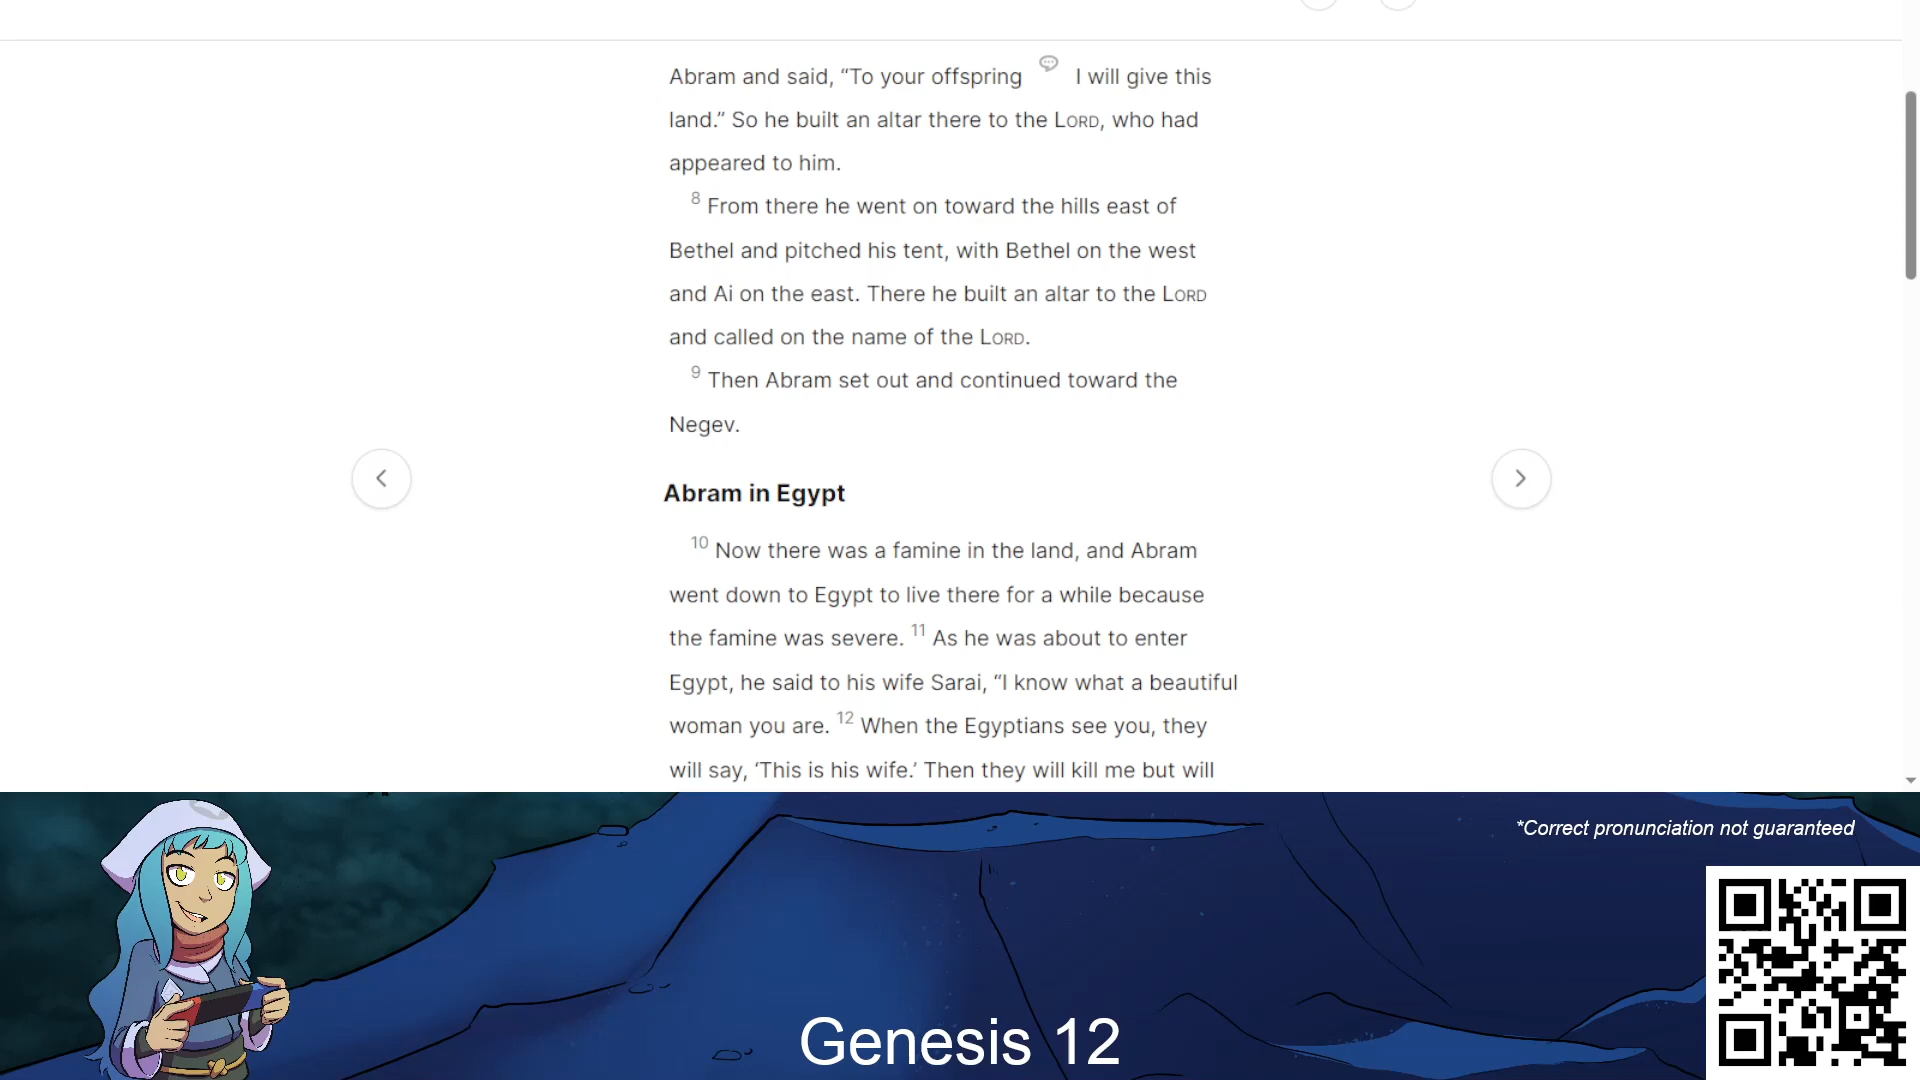 Abram and said, “To your offspring I will give this
land.” So he built an altar there to the LORD, who had
appeared to him.
8 From there he went on toward the hills east of
Bethel and pitched his tent, with Bethel on the west
and Ai on the east. There he built an altar to the LORD
and called on the name of the LORD.
9 Then Abram set out and continued toward the
Negev.
Abram in Egypt
10 Now there was a famine in the land, and Abram
went down to Egypt to live there for a while because
the famine was severe. 11 As he was about to enter
Egypt, he said to his wife Sarai, “I know what a beautiful
woman you are. 12 When the Egyptians see you, they
will say, ‘This is his wife.’ Then they will kill me but will
*Correct pronunciation not guaranteed
Genesis 12